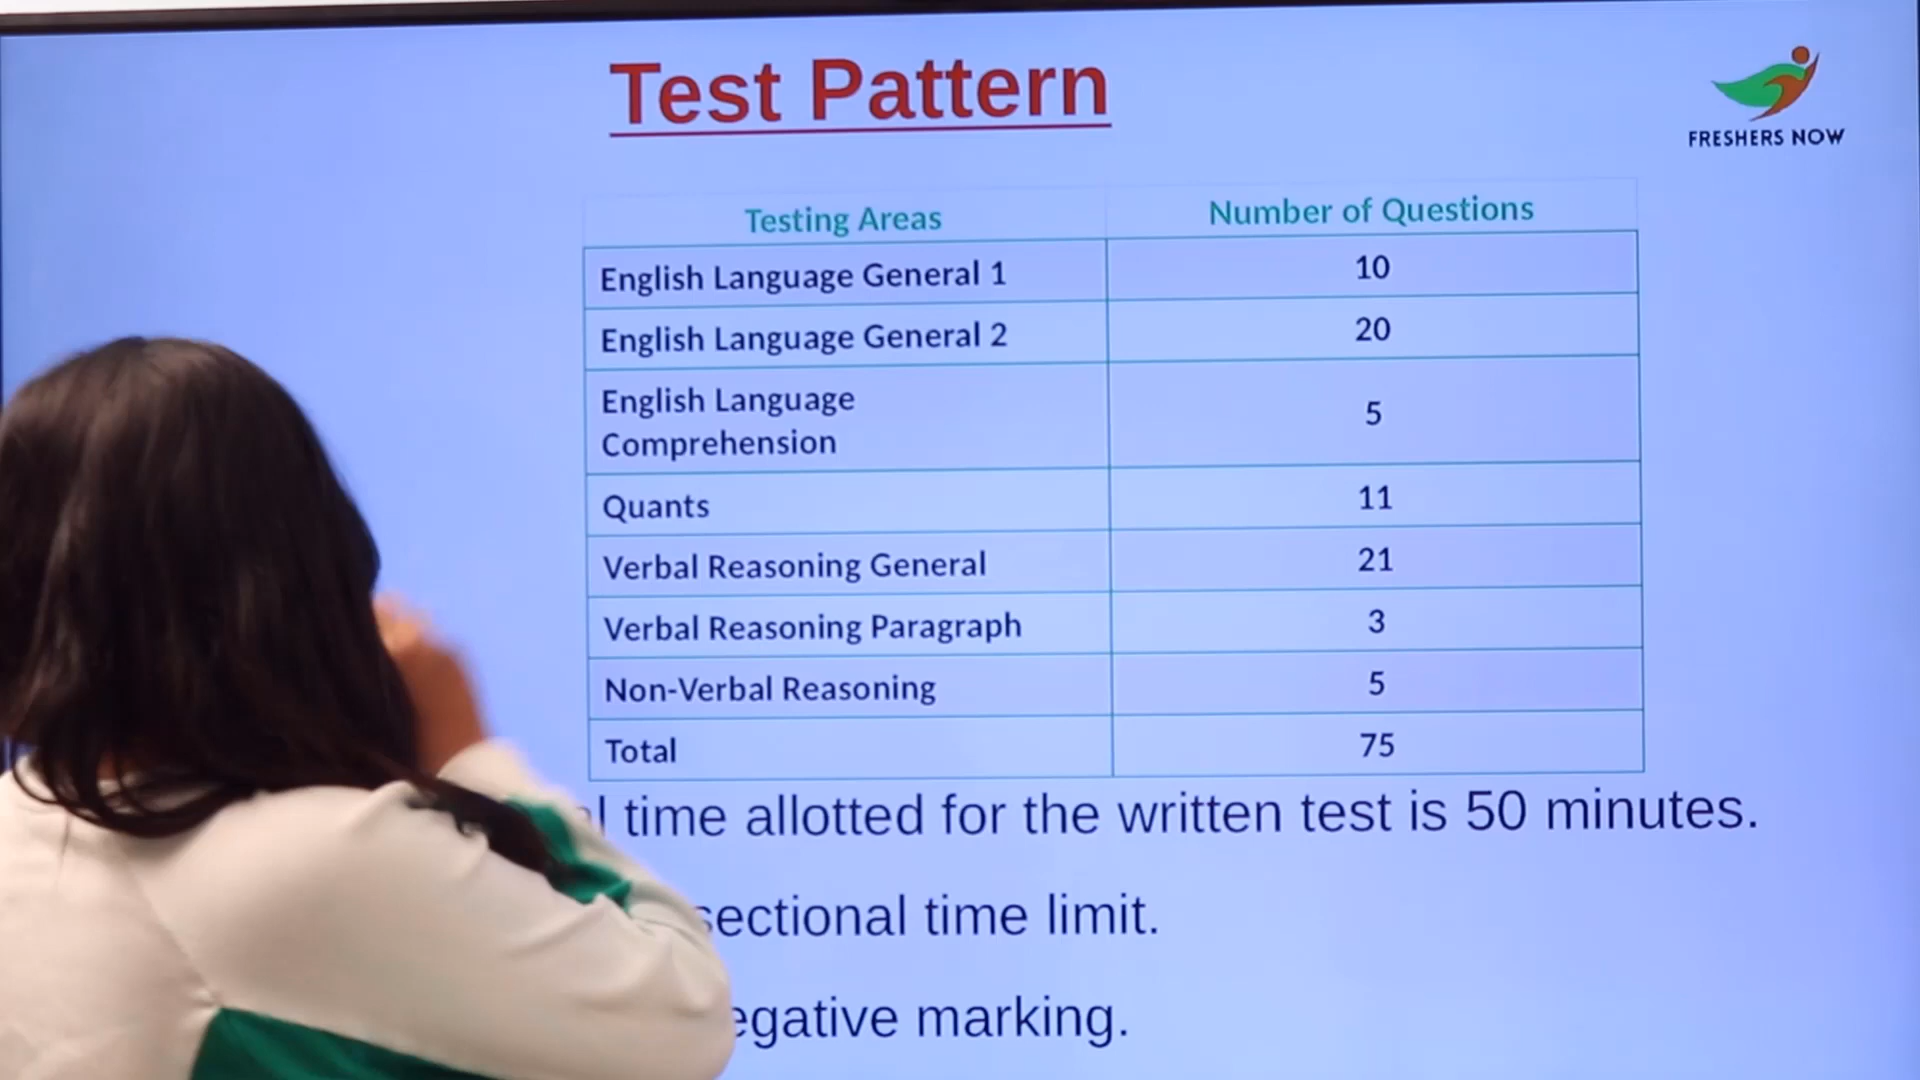 Test Pattern
FRESHERS NOW
Testing Areas Number of Questions
English Language General 1 10
English Language General 2 20
English Language
Comprehension 5
Quants 11
Verbal Reasoning General 21
Verbal Reasoning Paragraph 3
Non-Verbal Reasoning 5
Total 75
time allotted for the written test is 50 minutes.
sectional time limit.
marking.